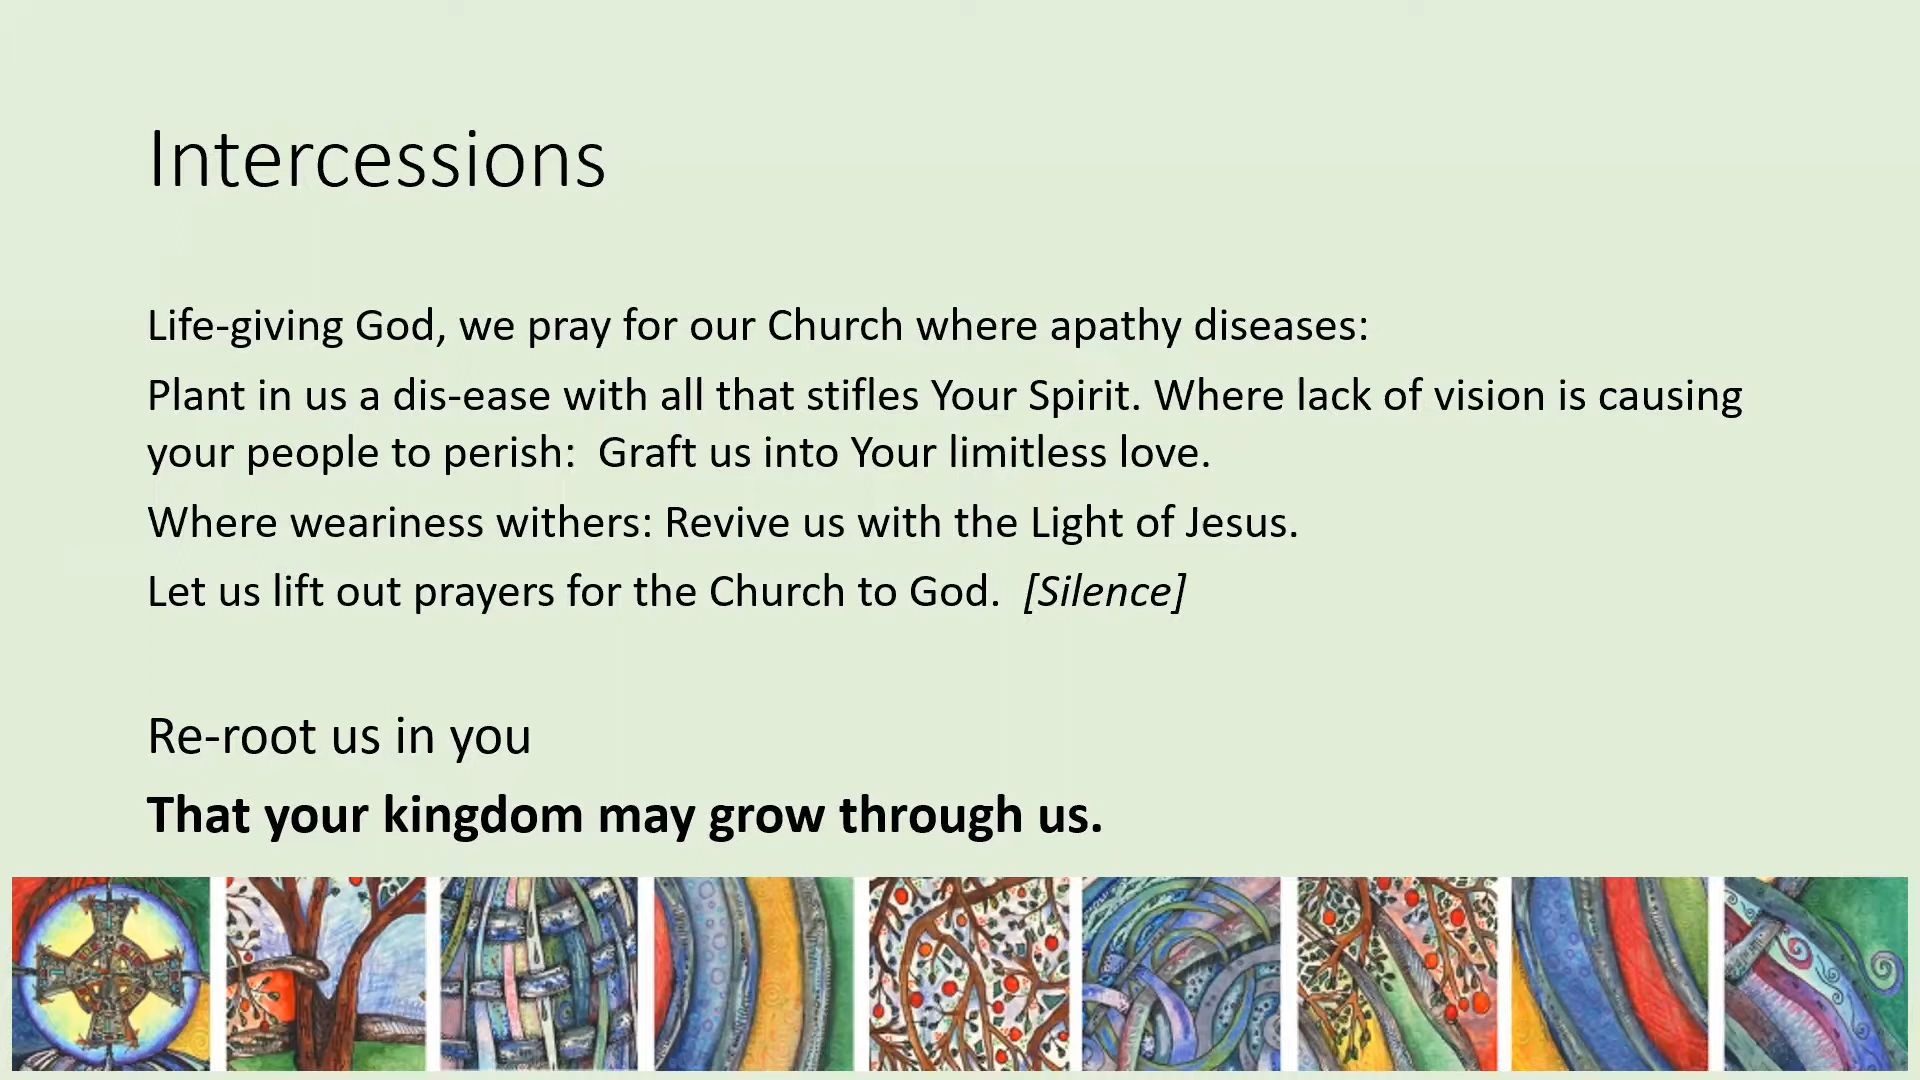 Intercessions
Life-giving God, we pray for our Church where apathy diseases:
Plant in us a dis-ease with all that stifles Your Spirit. Where lack of vision is causing
your people to perish:  Graft us into Your limitless love.
Where weariness withers: Revive us with the Light of Jesus.
Let us lift out prayers for the Church to God.  [Silence]
Re-root us in you
That your kingdom may grow through us.